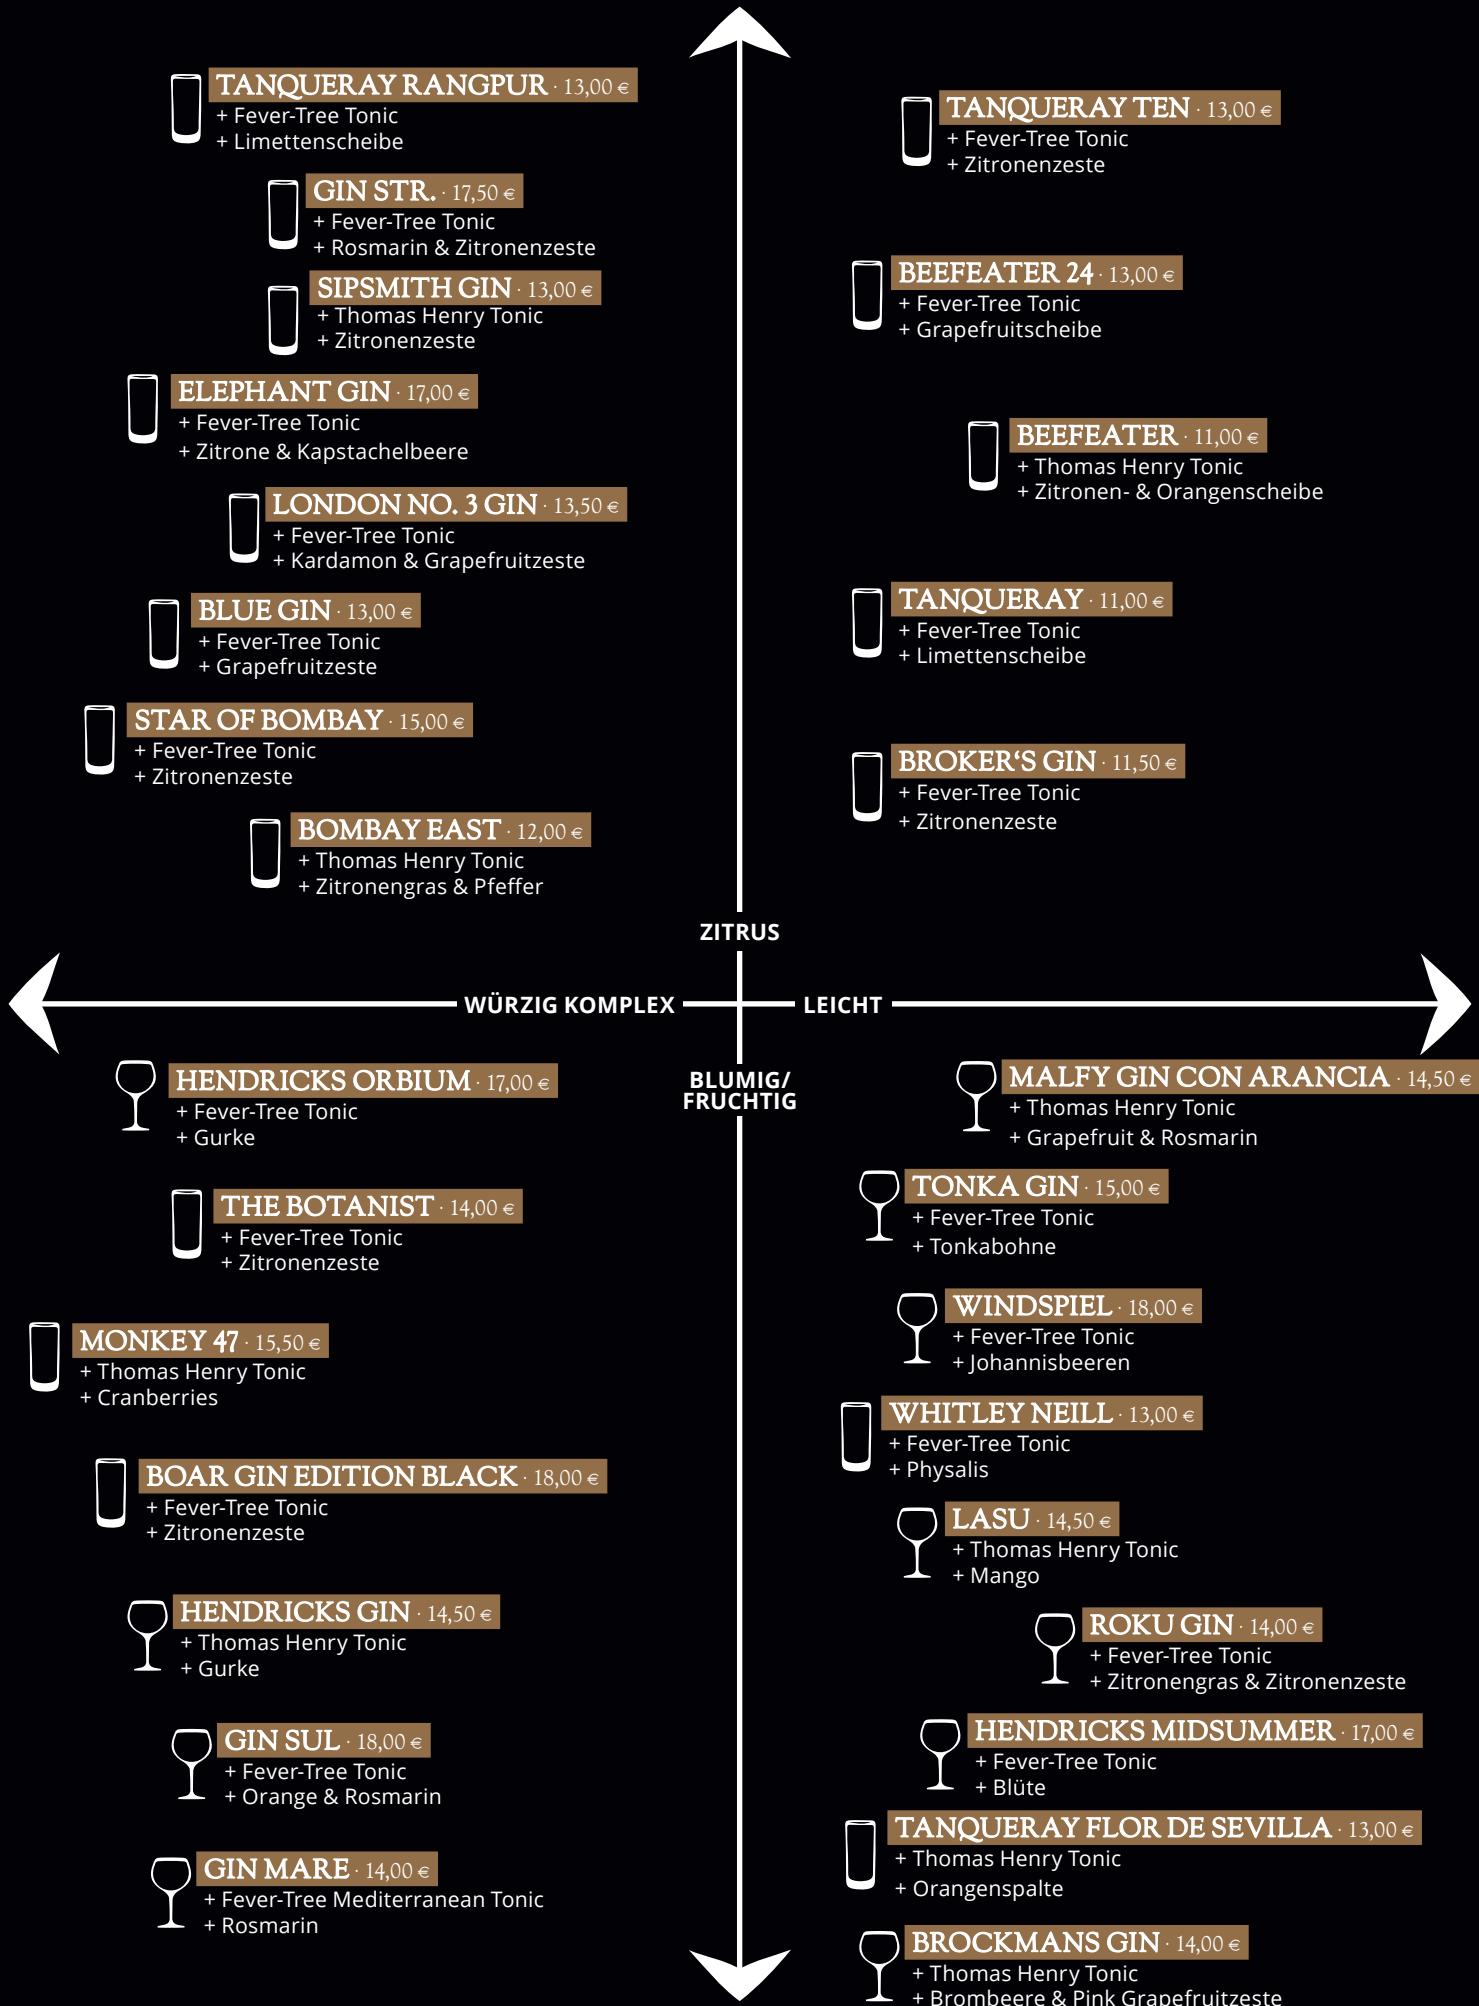 TANQUERAY RANGPUR · 13,00 €
+ Fever-Tree Tonic
+ Limettenscheibe
GIN STR. · 17,50 €
+ Fever-Tree Tonic
+ Rosmarin & Zitronenzeste
SIPSMITH GIN · 13,00 €
+ Thomas Henry Tonic
+ Zitronenzeste
ELEPHANT GIN · 17,00 €
+ Fever-Tree Tonic
+ Zitrone & Kapstachelbeere
LONDON NO. 3 GIN · 13,50 €
+ Fever-Tree Tonic
+ Kardamon & Grapefruitzeste
BLUE GIN · 13,00 €
+ Fever-Tree Tonic
+ Grapefruitzeste
STAR OF BOMBAY · 15,00 €
+ Fever-Tree Tonic
+ Zitronenzeste
BOMBAY EAST · 12,00 €
+ Thomas Henry Tonic
+ Zitronengras & Pfeffer
TANQUERAY TEN · 13,00 €
+ Fever-Tree Tonic
+ Zitronenzeste
BEEFEATER 24 · 13,00 €
+ Fever-Tree Tonic
+ Grapefruitscheibe
BEEFEATER · 11,00 €
+ Thomas Henry Tonic
+ Zitronen- & Orangenscheibe
TANQUERAY · 11,00 €
+ Fever-Tree Tonic
+ Limettenscheibe
BROKER‘S GIN · 11,50 €
+ Fever-Tree Tonic
+ Zitronenzeste
ZITRUS
WÜRZIG KOMPLEX
LEICHT
BLUMIG/
FRUCHTIG
HENDRICKS ORBIUM · 17,00 €
+ Fever-Tree Tonic
+ Gurke
THE BOTANIST · 14,00 €
+ Fever-Tree Tonic
+ Zitronenzeste
MONKEY 47 · 15,50 €
+ Thomas Henry Tonic
+ Cranberries
BOAR GIN EDITION BLACK · 18,00 €
+ Fever-Tree Tonic
+ Zitronenzeste
HENDRICKS GIN · 14,50 €
+ Thomas Henry Tonic
+ Gurke
GIN SUL · 18,00 €
+ Fever-Tree Tonic
+ Orange & Rosmarin
GIN MARE · 14,00 €
+ Fever-Tree Mediterranean Tonic
+ Rosmarin
MALFY GIN CON ARANCIA · 14,50 €
+ Thomas Henry Tonic
+ Grapefruit & Rosmarin
TONKA GIN · 15,00 €
+ Fever-Tree Tonic
+ Tonkabohne
WINDSPIEL · 18,00 €
+ Fever-Tree Tonic
+ Johannisbeeren
WHITLEY NEILL · 13,00 €
+ Fever-Tree Tonic
+ Physalis
LASU · 14,50 €
+ Thomas Henry Tonic
+ Mango
ROKU GIN · 14,00 €
+ Fever-Tree Tonic
+ Zitronengras & Zitronenzeste
HENDRICKS MIDSUMMER · 17,00 €
+ Fever-Tree Tonic
+ Blüte
TANQUERAY FLOR DE SEVILLA · 13,00 €
+ Thomas Henry Tonic
+ Orangenspalte
BROCKMANS GIN · 14,00 €
+ Thomas Henry Tonic
+ Brombeere & Pink Grapefruitzeste